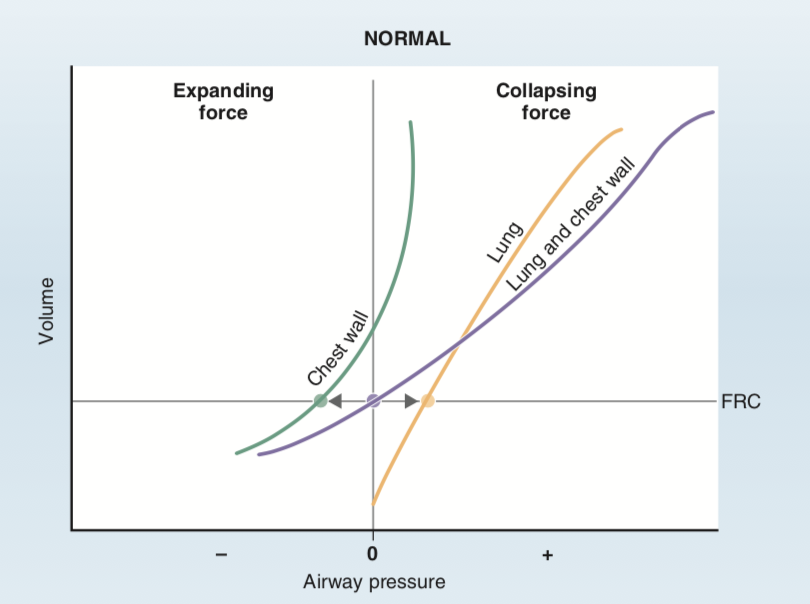 NORMAL
Expanding
force
Collapsing
force
Chest wall
Lung
Lung and chest wall
Volume
FRC
– 0 +
Airway pressure